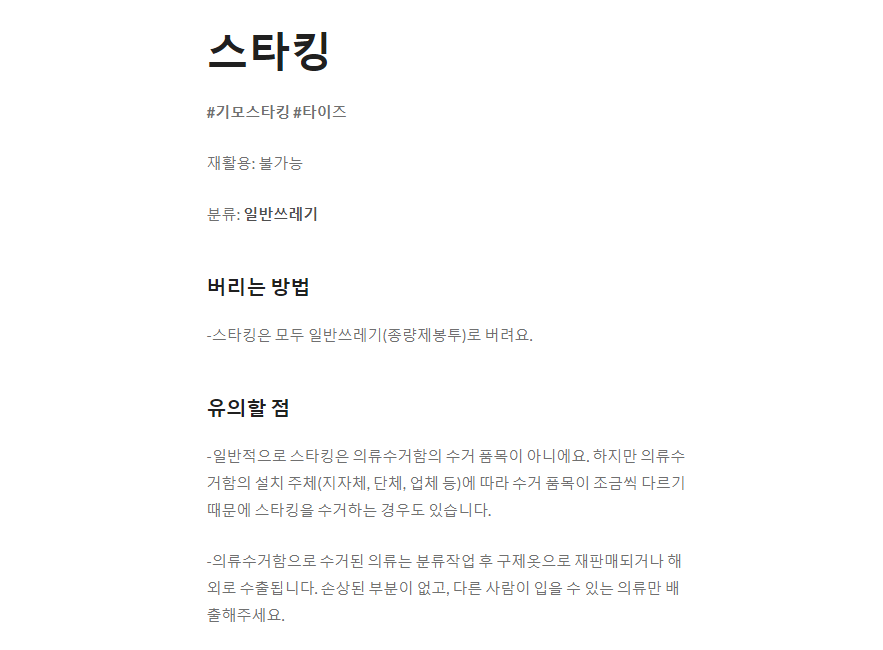 스타킹
#기모스타킹 #타이즈
재활용: 불가능
분류: 일반쓰레기
버리는 방법
-스타킹은 모두 일반쓰레기(종량제봉투)로 버려요.
유의할 점
-일반적으로 스타킹은 의류수거함의 수거 품목이 아니에요. 하지만 의류수
거함의 설치 주체(지자체, 단체, 업체 등)에 따라 수거 품목이 조금씩 다르기
때문에 스타킹을 수거하는 경우도 있습니다.
-의류수거함으로 수거된 의류는 분류작업 후 구제옷으로 재판매되거나 해
외로 수출됩니다. 손상된 부분이 없고, 다른 사람이 입을 수 있는 의류만 배
출해주세요.